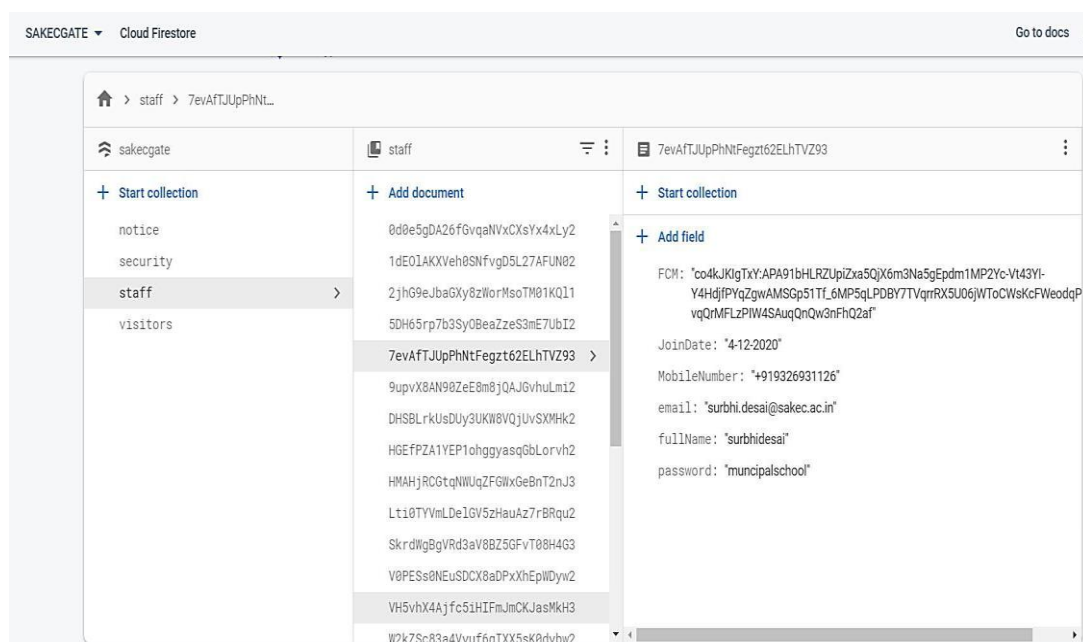 SAKECGATE Cloud Firestore Go to docs
> staff > 7evAfTJUpPhNt...
sakecgate
+ Start collection
notice
security
staff >
visitors
staff
+ Add document
0d0e5gDA26fGvqaNVxCXsYx4xLy2
1dEOlAKXVeh0SNfvgD5L27AFUN02
2jhG9eJbaGXy8zWorMsoTM01KQl1
5DH65rp7b3SyOBeaZzeS3mE7UbI2
7evAfTJUpPhNtFegzt62ELhTVZ93 >
9upvX8AN90ZeE8m8jQAJGvhuLmi2
DHSBLrkUsDUy3UKW8VQjUvSXMHk2
HGEfPZA1YEP1ohggyasqGbLorvh2
HMAHjRCGtqNWUqZFGWxGeBnT2nJ3
Lti0TYVmLDelGV5zHauAz7rBRqu2
SkrdWgBgVRd3aV8BZ5GFvT08H4G3
V0PESs0NEuSDCX8aDPxXhEpWDyw2
VH5vhX4Ajfc5iHIFmJmCKJasMkH3
7evAfTJUpPhNtFegzt62ELhTVZ93
+ Start collection
+ Add field
FCM: "co4kJKIgTxY:APA91bHLRZUpiZxa5QjX6m3Na5gEpdm1MP2Yc-Vt43YI-
Y4HdjfPYqZgwAMSGp51Tf_6MP5qLPDBY7TVqrrRX5U06jWToCWsKcFWeodqP
vqQrMFLzPIW4SAuqQnQw3nFhQ2af"
JoinDate: "4-12-2020"
MobileNumber: "+919326931126"
email: "surbhi.desai@sakec.ac.in"
fullName: "surbhidesai"
password: "muncipalschool"